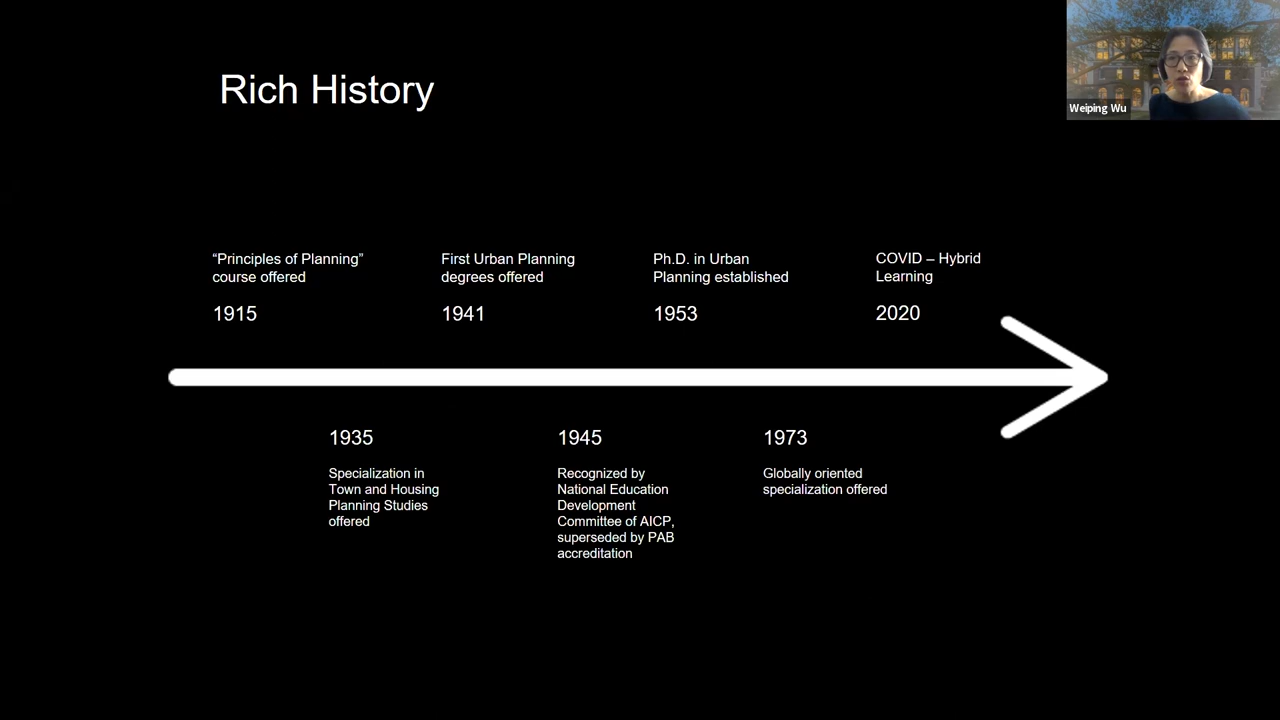 Rich History
Weiping Wu
“Principles of Planning”
course offered
1915
First Urban Planning
degrees offered
1941
Ph.D. in Urban
Planning established
1953
COVID – Hybrid
Learning
2020
1935
Specialization in
Town and Housing
Planning Studies
offered
1945
Recognized by
National Education
Development
Committee of AICP,
superseded by PAB
accreditation
1973
Globally oriented
specialization offered